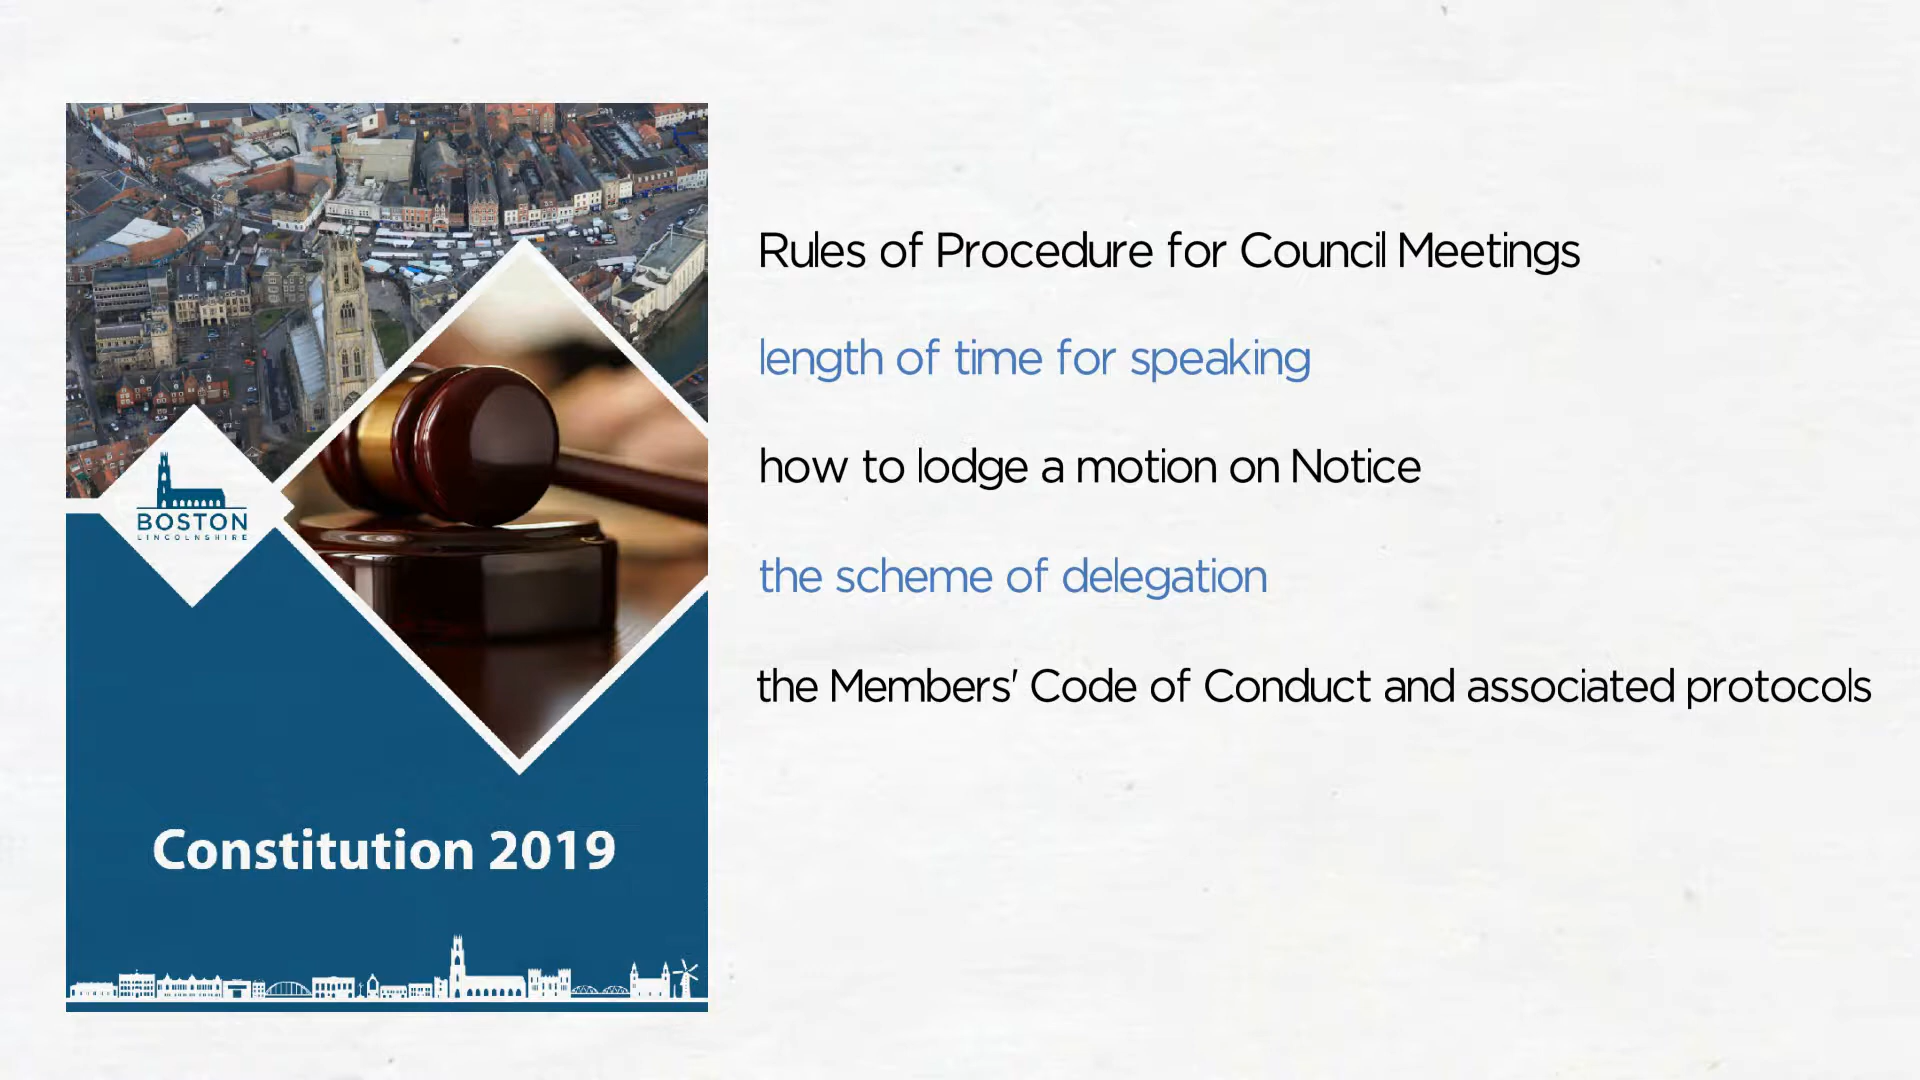 BOSTON
LINCOLNSHIRE
Constitution 2019
Rules of Procedure for Council Meetings
length of time for speaking
how to lodge a motion on Notice
the scheme of delegation
the Members' Code of Conduct and associated protocols